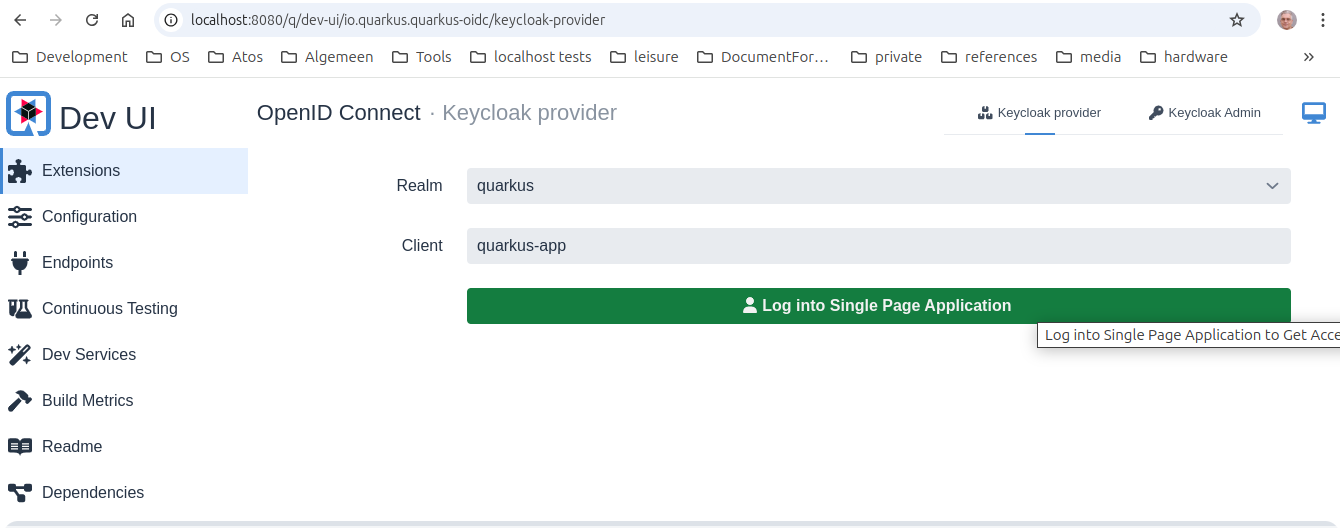 localhost:8080/q/dev-ui/io.quarkus.quarkus-oidc/keycloak-provider
Development OS Atos Algemeen Tools localhost tests leisure DocumentFor... private references media hardware »
Dev UI
OpenID Connect · Keycloak provider
Keycloak provider
Keycloak Admin
Extensions
Configuration
Endpoints
Continuous Testing
Dev Services
Build Metrics
Readme
Dependencies
Realm quarkus
Client quarkus-app
Log into Single Page Application
Log into Single Page Application to Get Acce